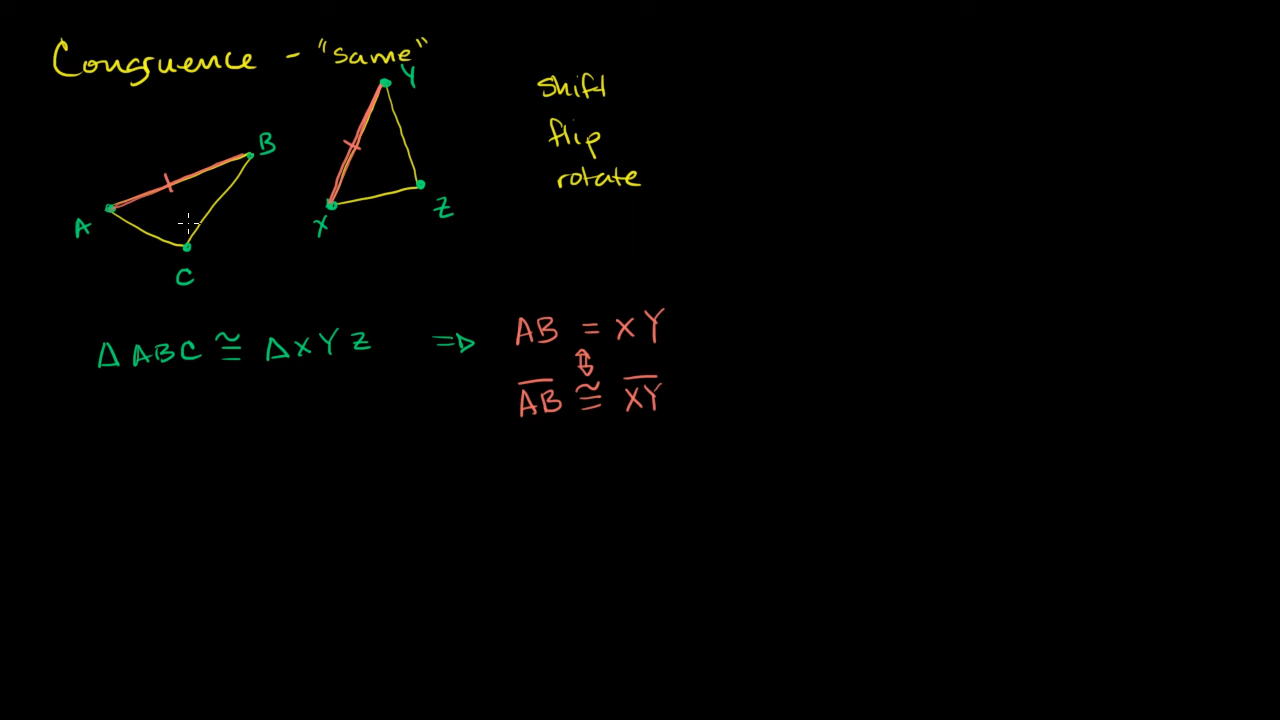 Congruence - "same"
shift
flip
rotate
A
B
C
X
Y
Z
Δ ABC ≅ Δ XYZ ⇒ AB = XY
⇕
A̅B̅ ≅ X̅Y̅